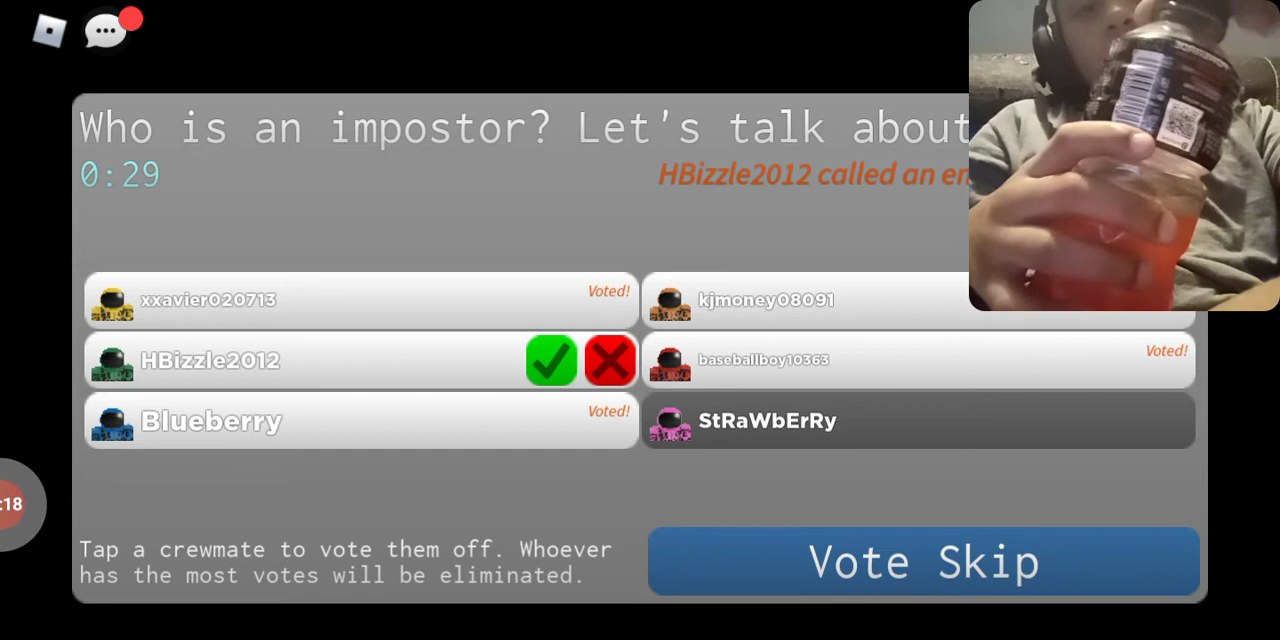 Who is an impostor? Let's talk about
0:29
HBizzle2012 called an
xxavier020713 Voted!
kjmoney08091
HBizzle2012
baseballboy10363 Voted!
Blueberry Voted!
StRaWbErRy
:18
Tap a crewmate to vote them off. Whoever
has the most votes will be eliminated.
Vote Skip